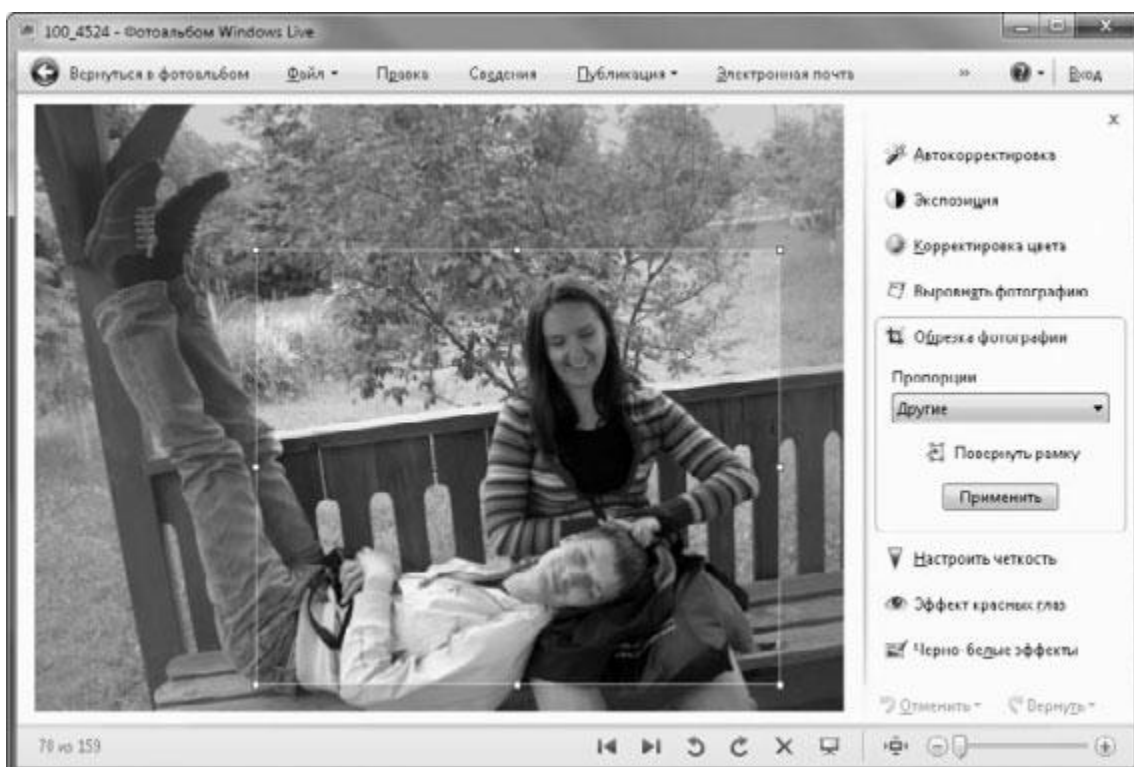 100_4524 - Фотоальбом Windows Live
Вернуться в фотоальбом Файл Правка Сведения Публикация Электронная почта » Вход
Автокорректировка
Экспозиция
Корректировка цвета
Выровнять фотографию
Обрезка фотографии
Пропорции
Другие
Повернуть рамку
Применить
Настроить четкость
Эффект красных глаз
Черно-белые эффекты
Отменить Вернуть
78 из 159